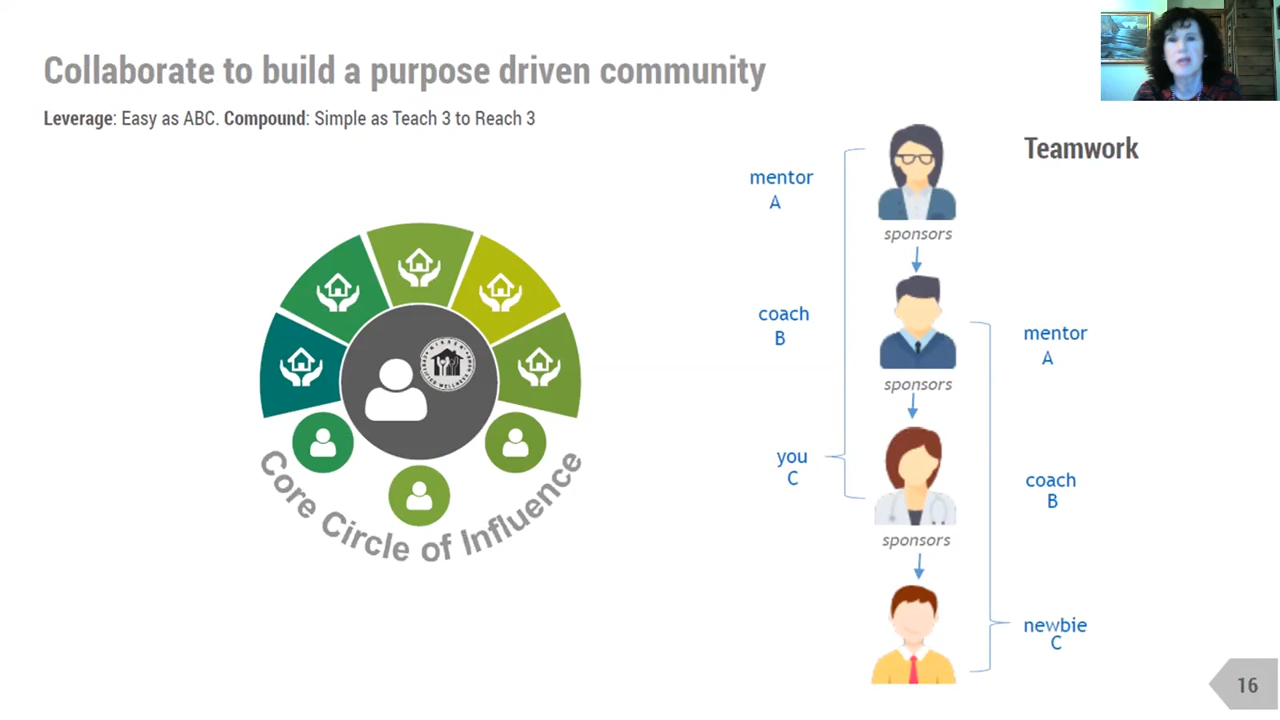 Collaborate to build a purpose driven community
Leverage: Easy as ABC. Compound: Simple as Teach 3 to Reach 3
Core Circle of Influence
Teamwork
mentor
A
sponsors
coach
B
mentor
A
sponsors
you
C
coach
B
sponsors
newbie
C
16